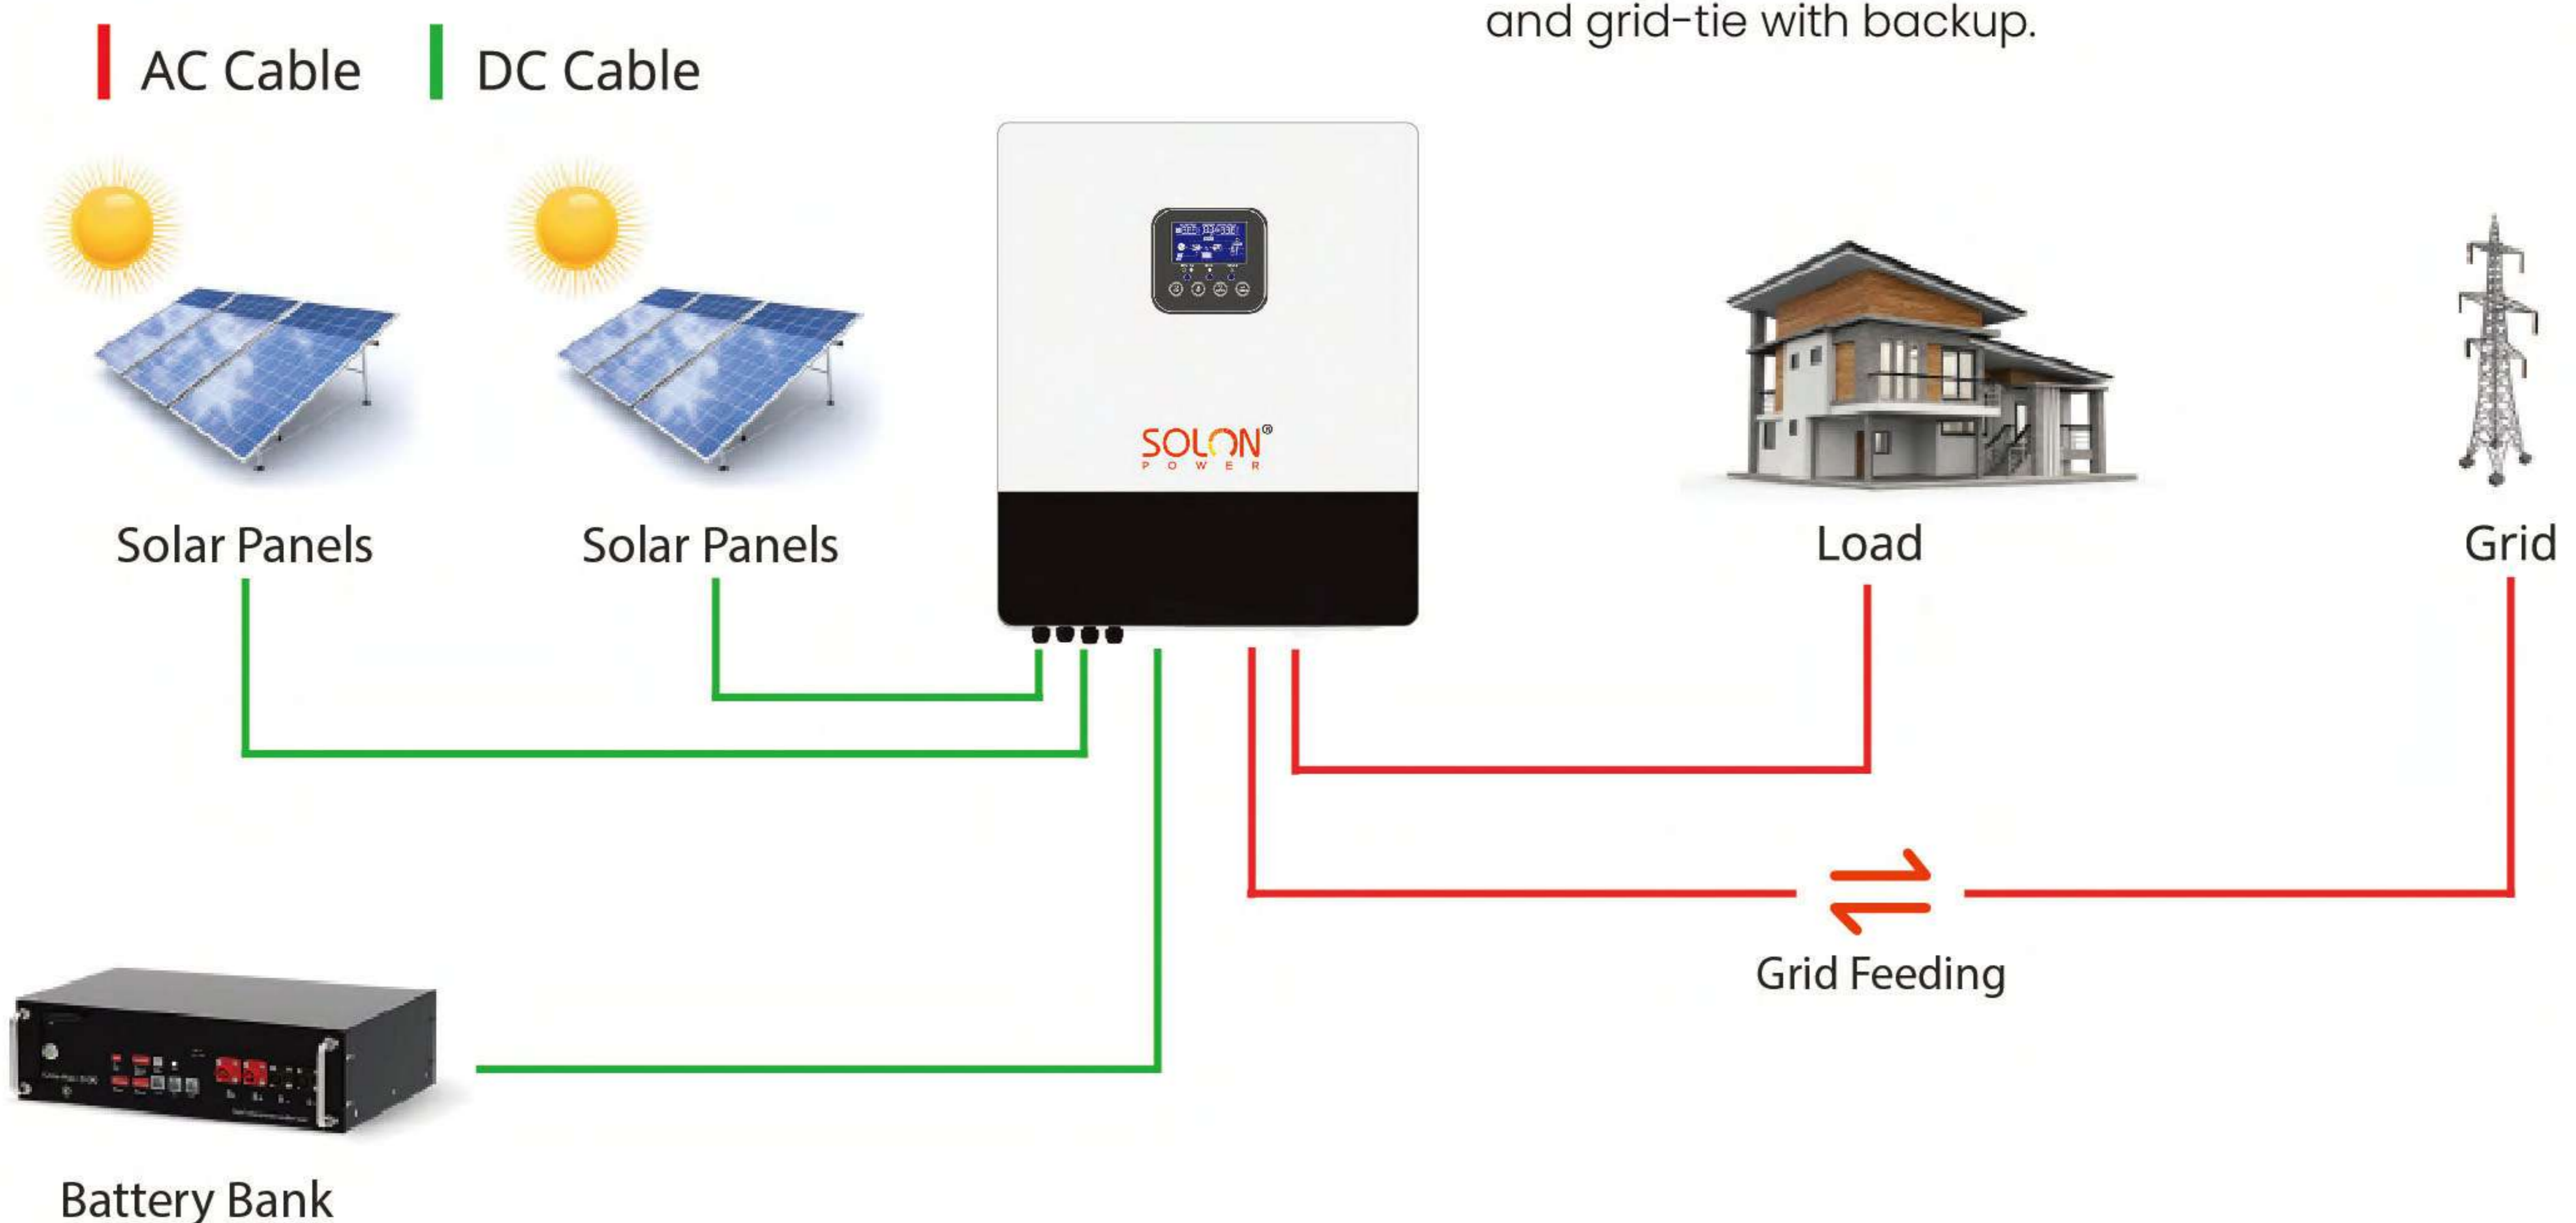 and grid-tie with backup.
AC Cable
DC Cable
SOLON®
POWER
Solar Panels
Solar Panels
Load
Grid
Grid Feeding
Battery Bank